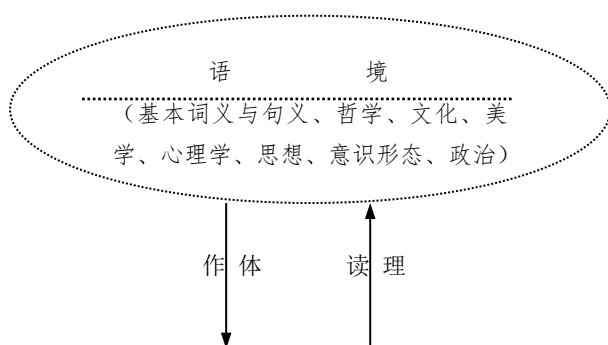 语 境
（基本词义与句义、哲学、文化、美
学、心理学、思想、意识形态、政治）
作 体 读 理